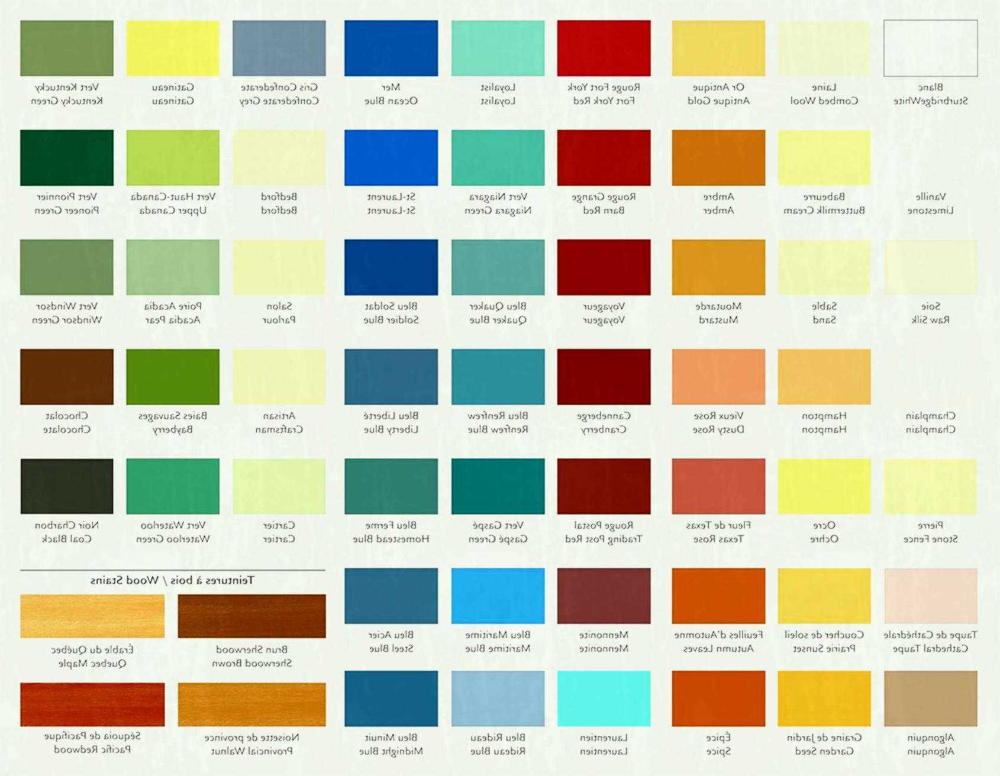 Blanc
SturbridgeWhite
Laine
Combed Wool
Or Antique
Antique Gold
Rouge Fort York
Fort York Red
Loyalist
Loyalist
Mer
Ocean Blue
Gris Confederate
Confederate Grey
Gatineau
Gatineau
Vert Kentucky
Kentucky Green
Vanille
Limestone
Babeurre
Buttermilk Cream
Ambre
Amber
Rouge Grange
Barn Red
Vert Niagara
Niagara Green
St-Laurent
St-Laurent
Bedford
Bedford
Vert Haut-Canada
Upper Canada
Vert Pionnier
Pioneer Green
Soie
Raw Silk
Sable
Sand
Moutarde
Mustard
Voyageur
Voyageur
Bleu Quaker
Quaker Blue
Bleu Soldat
Soldier Blue
Salon
Parlour
Poire Acadia
Acadia Pear
Vert Windsor
Windsor Green
Champlain
Champlain
Hampton
Hampton
Vieux Rose
Dusty Rose
Canneberge
Cranberry
Bleu Renfrew
Renfrew Blue
Bleu Liberté
Liberty Blue
Artisan
Craftsman
Baies Sauvages
Bayberry
Chocolat
Chocolate
Pierre
Stone Fence
Ocre
Ochre
Fleur de Texas
Texas Rose
Rouge Postal
Trading Post Red
Vert Gaspé
Gaspé Green
Bleu Ferme
Homestead Blue
Cartier
Cartier
Vert Waterloo
Waterloo Green
Noir Charbon
Coal Black
Taupe de Cathédrale
Cathedral Taupe
Coucher de soleil
Prairie Sunset
Feuilles d'Automne
Autumn Leaves
Mennonite
Mennonite
Bleu Maritime
Maritime Blue
Bleu Acier
Steel Blue
Teintures à bois / Wood Stains
Brun Sherwood
Sherwood Brown
Érable du Québec
Quebec Maple
Algonquin
Algonquin
Graine de Jardin
Garden Seed
Épice
Spice
Laurentien
Laurentien
Bleu Rideau
Rideau Blue
Bleu Minuit
Midnight Blue
Noisette de province
Provincial Walnut
Séquoia de Pacifique
Pacific Redwood